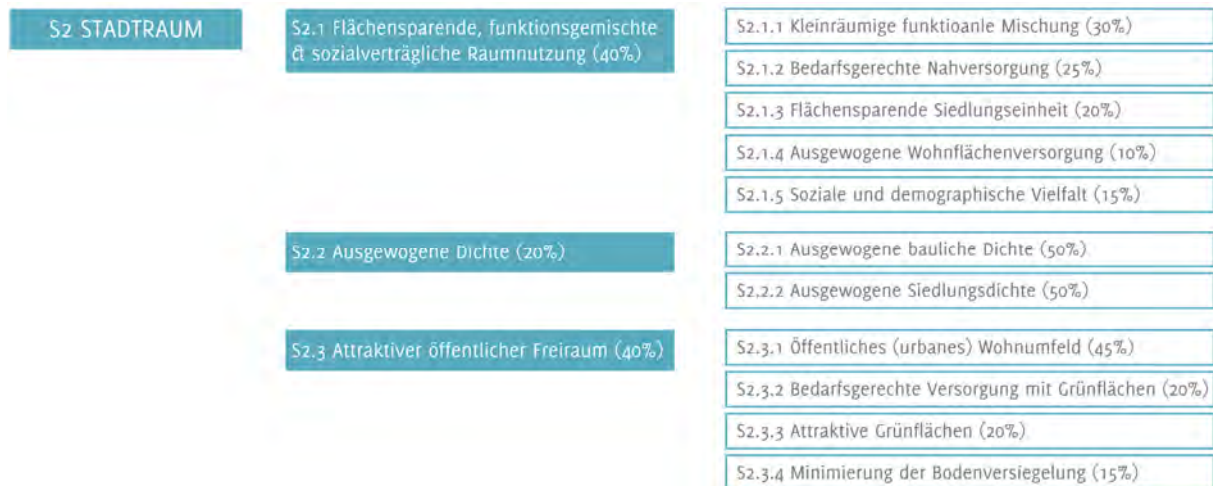 S2 STADTRAUM
S2.1 Flächensparende, funktionsgemischte
& sozialverträgliche Raumnutzung (40%)
S2.1.1 Kleinräumige funktioanle Mischung (30%)
S2.1.2 Bedarfsgerechte Nahversorgung (25%)
S2.1.3 Flächensparende Siedlungseinheit (20%)
S2.1.4 Ausgewogene Wohnflächenversorgung (10%)
S2.1.5 Soziale und demographische Vielfalt (15%)
S2.2 Ausgewogene Dichte (20%)
S2.2.1 Ausgewogene bauliche Dichte (50%)
S2.2.2 Ausgewogene Siedlungsdichte (50%)
S2.3 Attraktiver öffentlicher Freiraum (40%)
S2.3.1 Öffentliches (urbanes) Wohnumfeld (45%)
S2.3.2 Bedarfsgerechte Versorgung mit Grünflächen (20%)
S2.3.3 Attraktive Grünflächen (20%)
S2.3.4 Minimierung der Bodenversiegelung (15%)